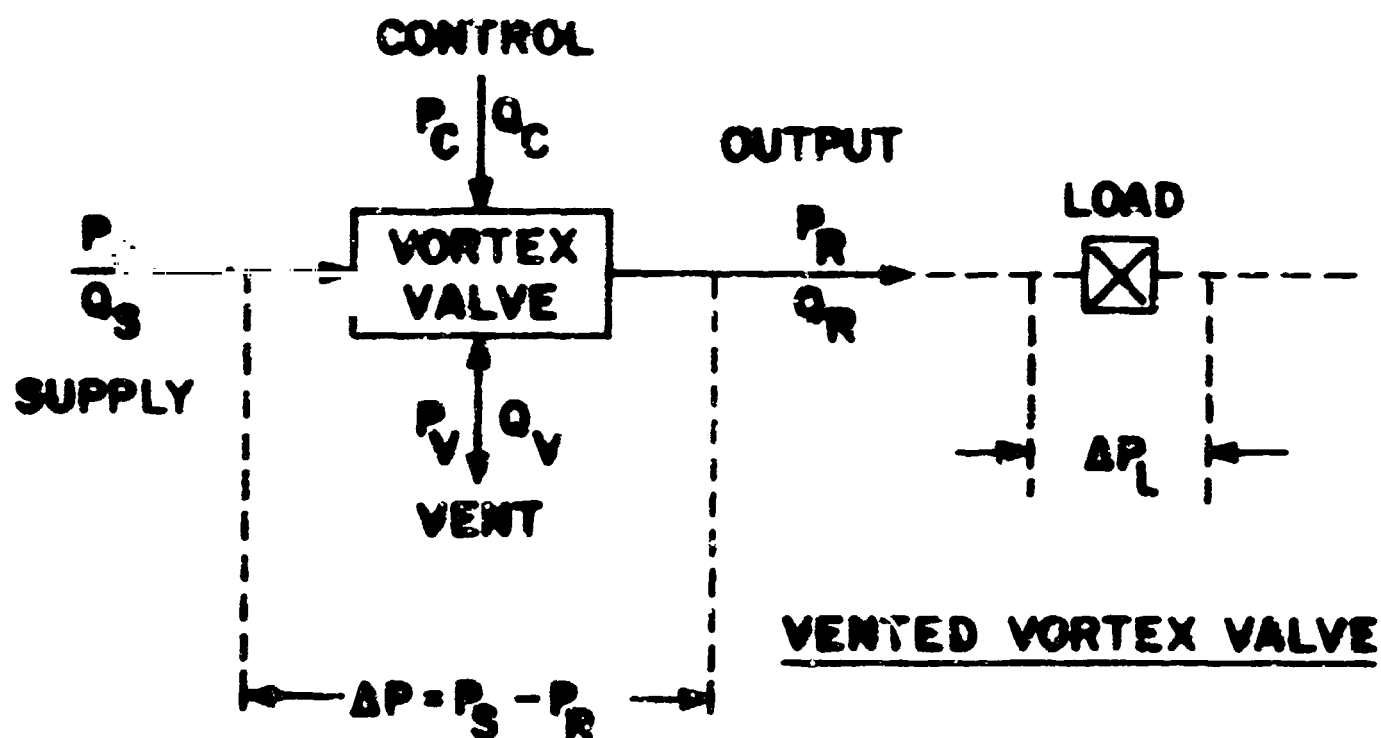 CONTROL
P_C Q_C
OUTPUT
LOAD
P
Q_S
SUPPLY
VORTEX
VALVE
P_R
Q_R
P_V Q_V
VENT
ΔP_L
VENTED VORTEX VALVE
ΔP = P_S - P_R